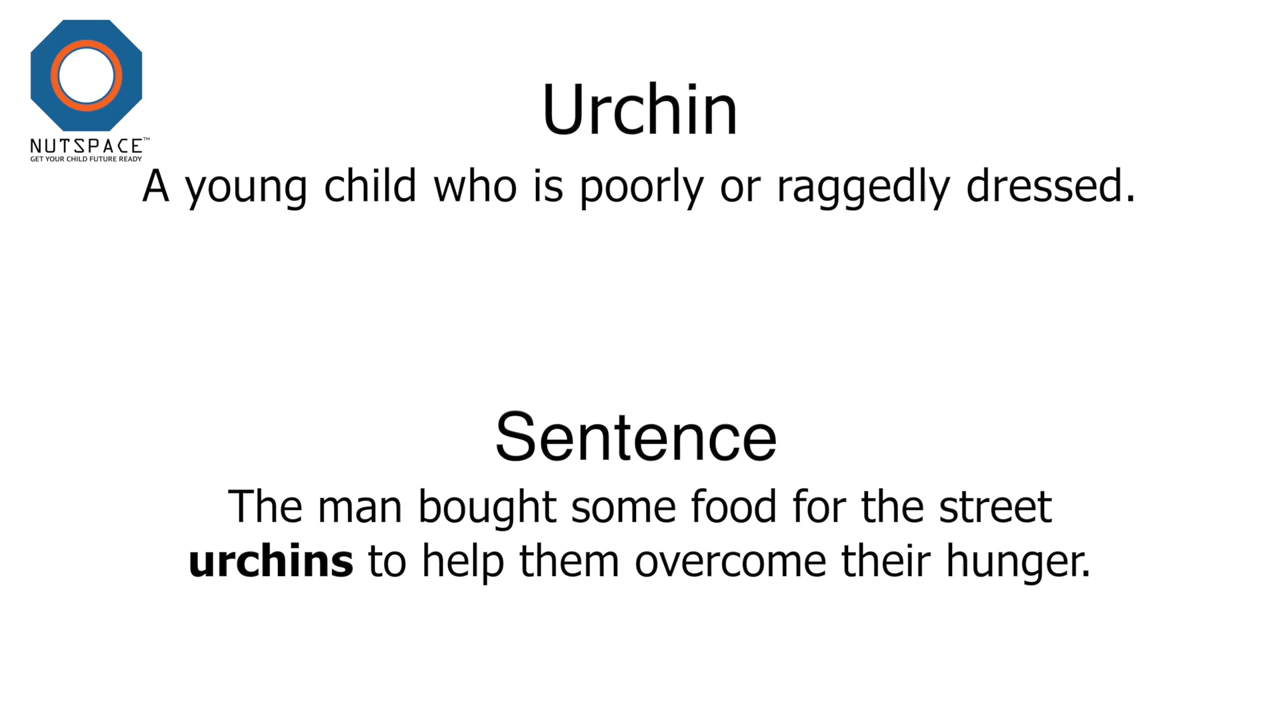 NUTSPACE™
GET YOUR CHILD FUTURE READY
Urchin
A young child who is poorly or raggedly dressed.
Sentence
The man bought some food for the street
urchins to help them overcome their hunger.